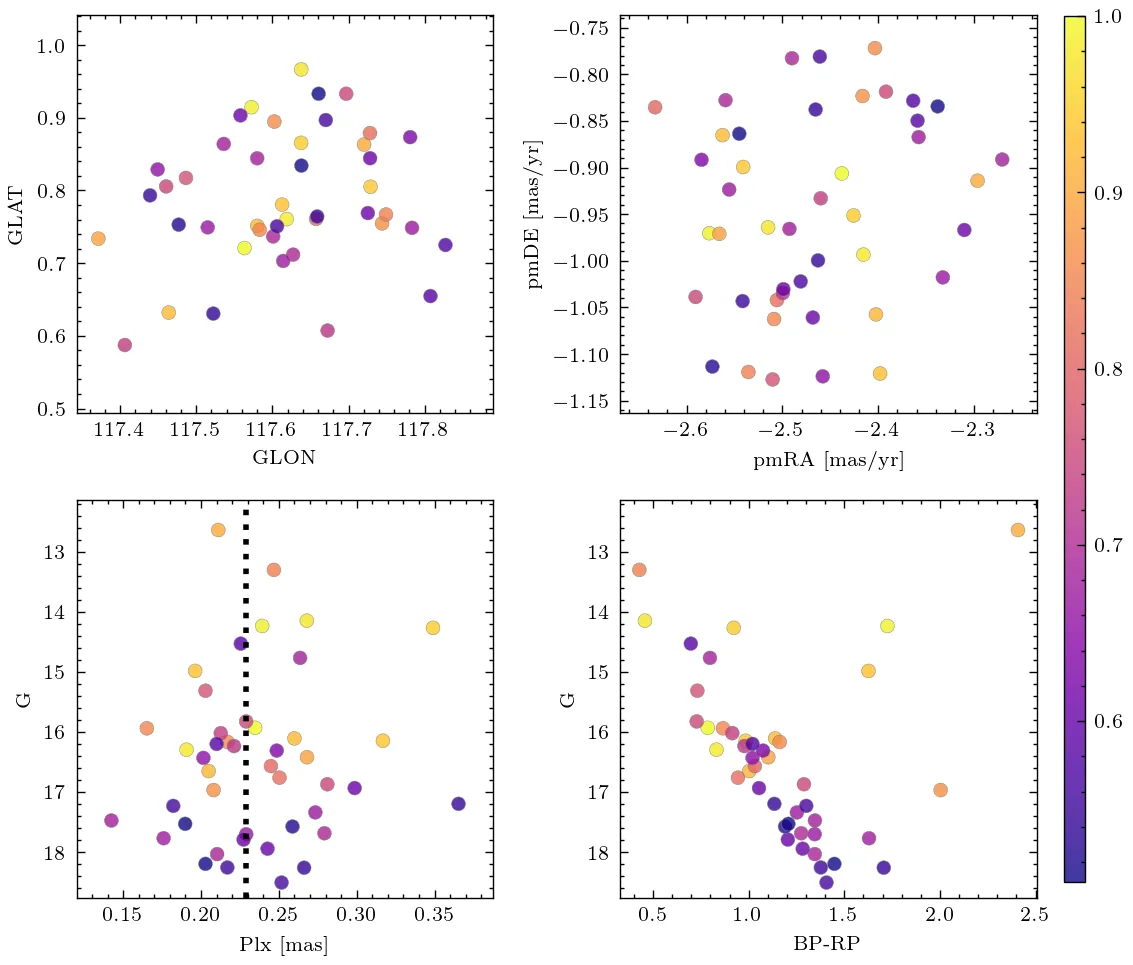 1.0
0.9
0.8
0.7
0.6
0.5
GLAT
117.4 117.5 117.6 117.7 117.8
GLON
−0.75
−0.80
−0.85
−0.90
−0.95
−1.00
−1.05
−1.10
−1.15
pmDE [mas/yr]
−2.6 −2.5 −2.4 −2.3
pmRA [mas/yr]
1.0
0.9
0.8
0.7
0.6
13
14
15
16
17
18
G
0.15 0.20 0.25 0.30 0.35
Plx [mas]
13
14
15
16
17
18
G
0.5 1.0 1.5 2.0 2.5
BP-RP